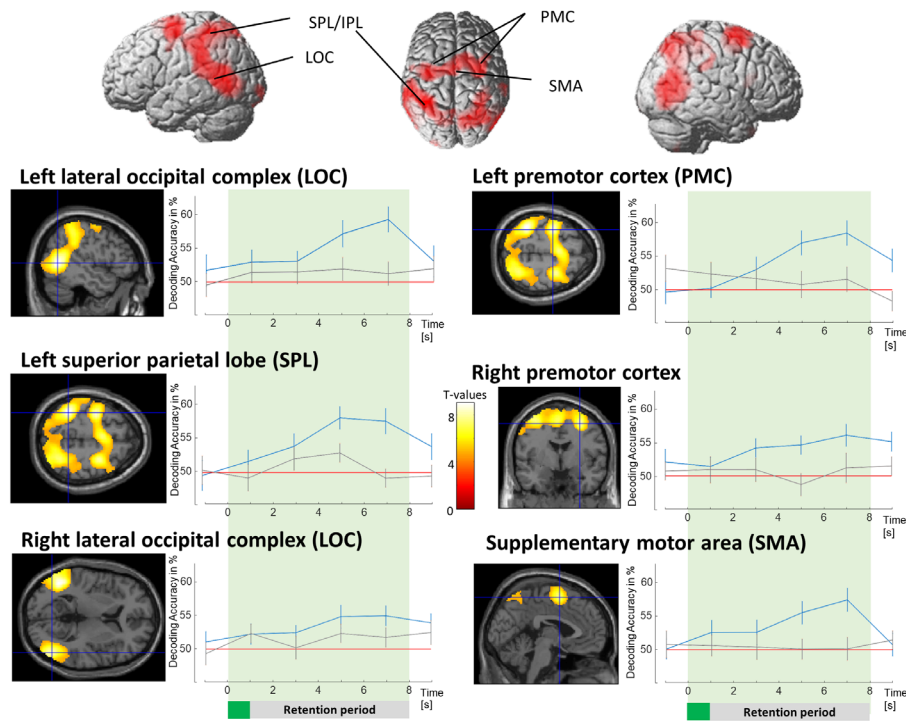 SPL/IPL
LOC
PMC
SMA
Left lateral occipital complex (LOC)
Decoding Accuracy in %
60
55
50
0
2
4
6
8
Time
[s]
Left premotor cortex (PMC)
Decoding Accuracy in %
60
55
50
0
2
4
6
8
Time
[s]
Left superior parietal lobe (SPL)
Decoding Accuracy in %
60
55
50
0
2
4
6
8
Time
[s]
T-values
8
4
0
Right premotor cortex
Decoding Accuracy in %
60
55
50
0
2
4
6
8
Time
[s]
Right lateral occipital complex (LOC)
Decoding Accuracy in %
60
55
50
0
2
4
6
8
Time
[s]
Retention period
Supplementary motor area (SMA)
Decoding Accuracy in %
60
55
50
0
2
4
6
8
Time
[s]
Retention period